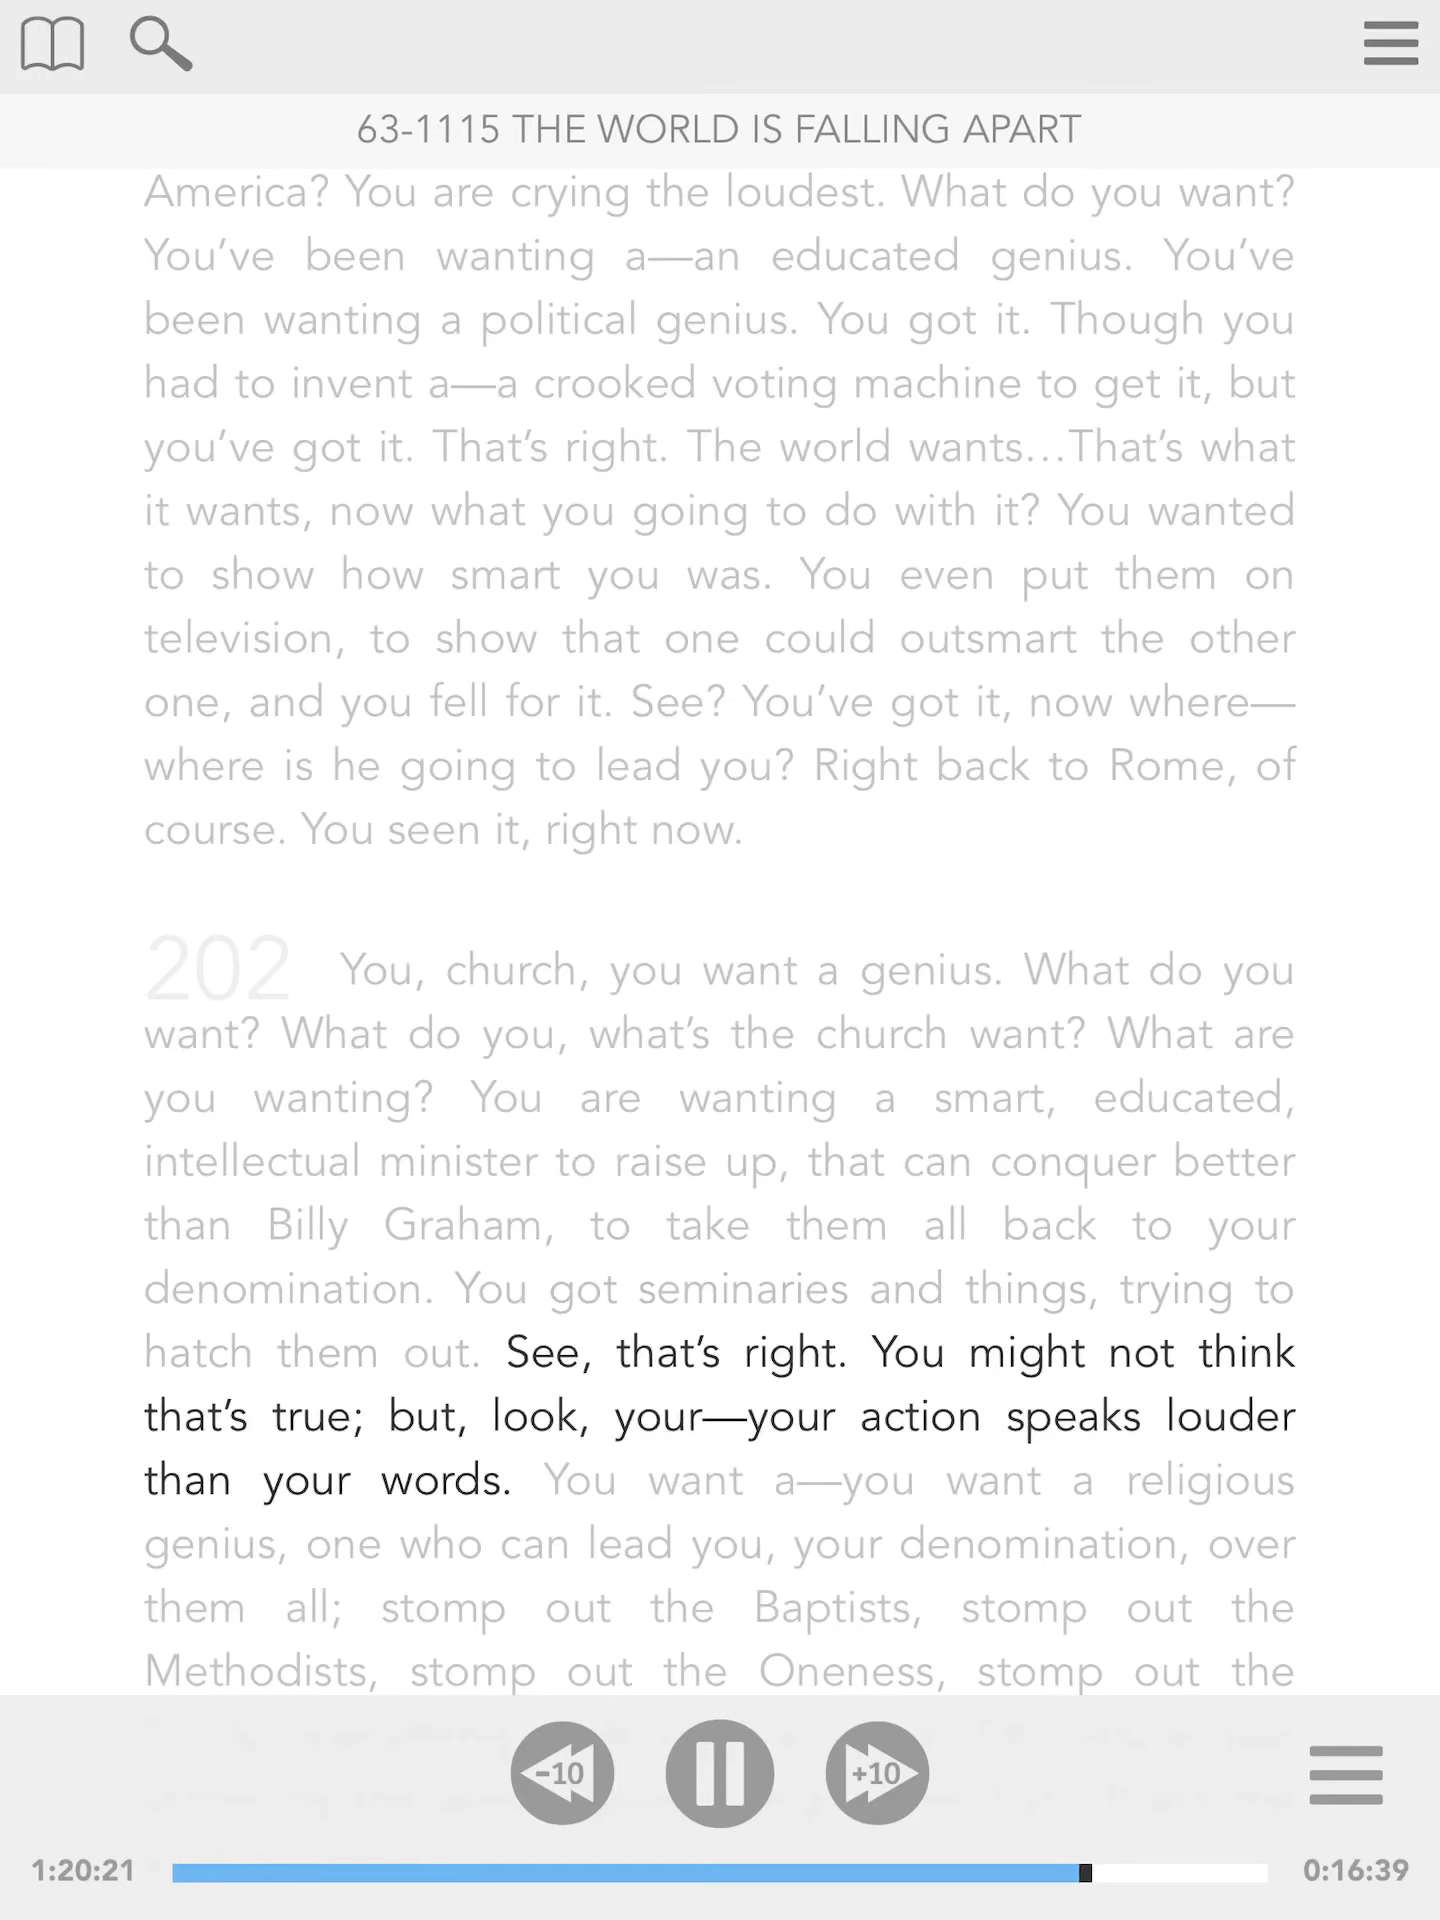 63-1115 THE WORLD IS FALLING APART
America? You are crying the loudest. What do you want?
You’ve been wanting a—an educated genius. You’ve
been wanting a political genius. You got it. Though you
had to invent a—a crooked voting machine to get it, but
you’ve got it. That’s right. The world wants…That’s what
it wants, now what you going to do with it? You wanted
to show how smart you was. You even put them on
television, to show that one could outsmart the other
one, and you fell for it. See? You’ve got it, now where—
where is he going to lead you? Right back to Rome, of
course. You seen it, right now.
202 You, church, you want a genius. What do you
want? What do you, what’s the church want? What are
you wanting? You are wanting a smart, educated,
intellectual minister to raise up, that can conquer better
than Billy Graham, to take them all back to your
denomination. You got seminaries and things, trying to
hatch them out. See, that’s right. You might not think
that’s true; but, look, your—your action speaks louder
than your words. You want a—you want a religious
genius, one who can lead you, your denomination, over
them all; stomp out the Baptists, stomp out the
Methodists, stomp out the Oneness, stomp out the
-10 +10
1:20:21 0:16:39